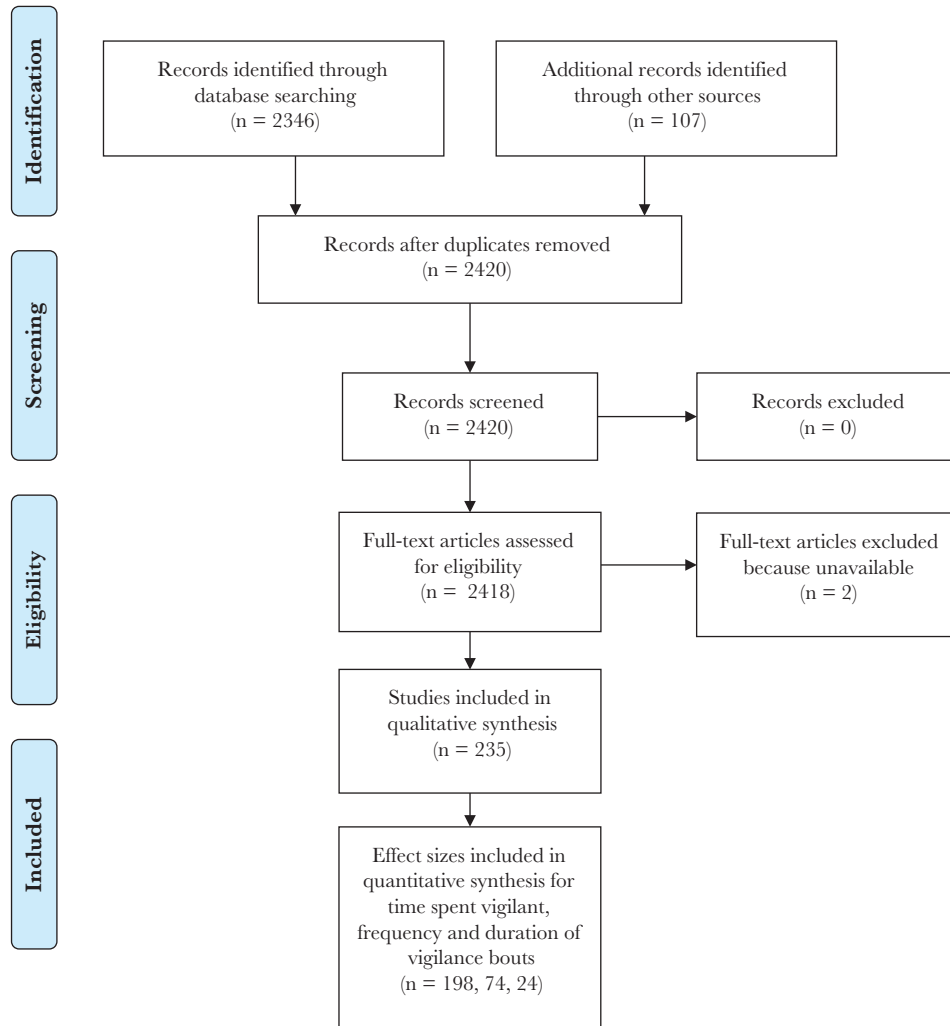 Identification
Records identified through
database searching
(n = 2346)
Additional records identified
through other sources
(n = 107)
Records after duplicates removed
(n = 2420)
Screening
Records screened
(n = 2420)
Records excluded
(n = 0)
Eligibility
Full-text articles assessed
for eligibility
(n = 2418)
Full-text articles excluded
because unavailable
(n = 2)
Studies included in
qualitative synthesis
(n = 235)
Included
Effect sizes included in
quantitative synthesis for
time spent vigilant,
frequency and duration of
vigilance bouts
(n = 198, 74, 24)